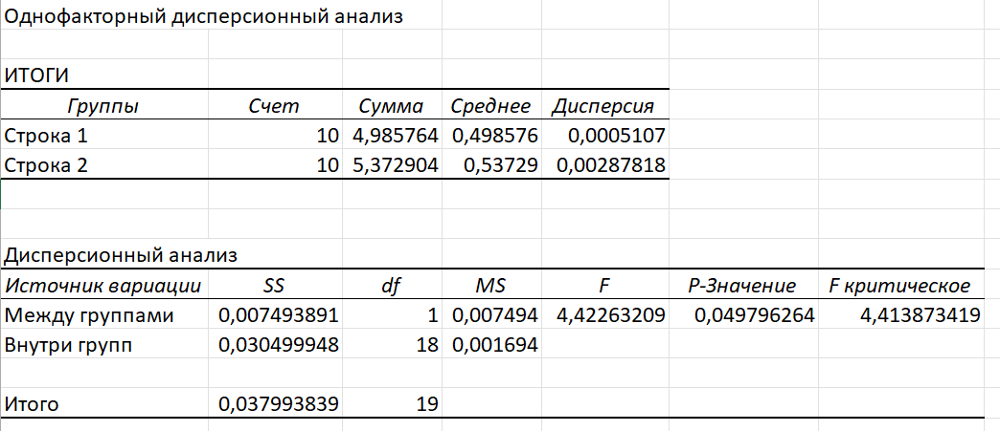 Однофакторный дисперсионный анализ
ИТОГИ
Группы Счет Сумма Среднее Дисперсия
Строка 1 10 4,985764 0,498576 0,0005107
Строка 2 10 5,372904 0,53729 0,00287818
Дисперсионный анализ
Источник вариации SS df MS F P-Значение F критическое
Между группами 0,007493891 1 0,007494 4,42263209 0,049796264 4,413873419
Внутри групп 0,030499948 18 0,001694
Итого 0,037993839 19